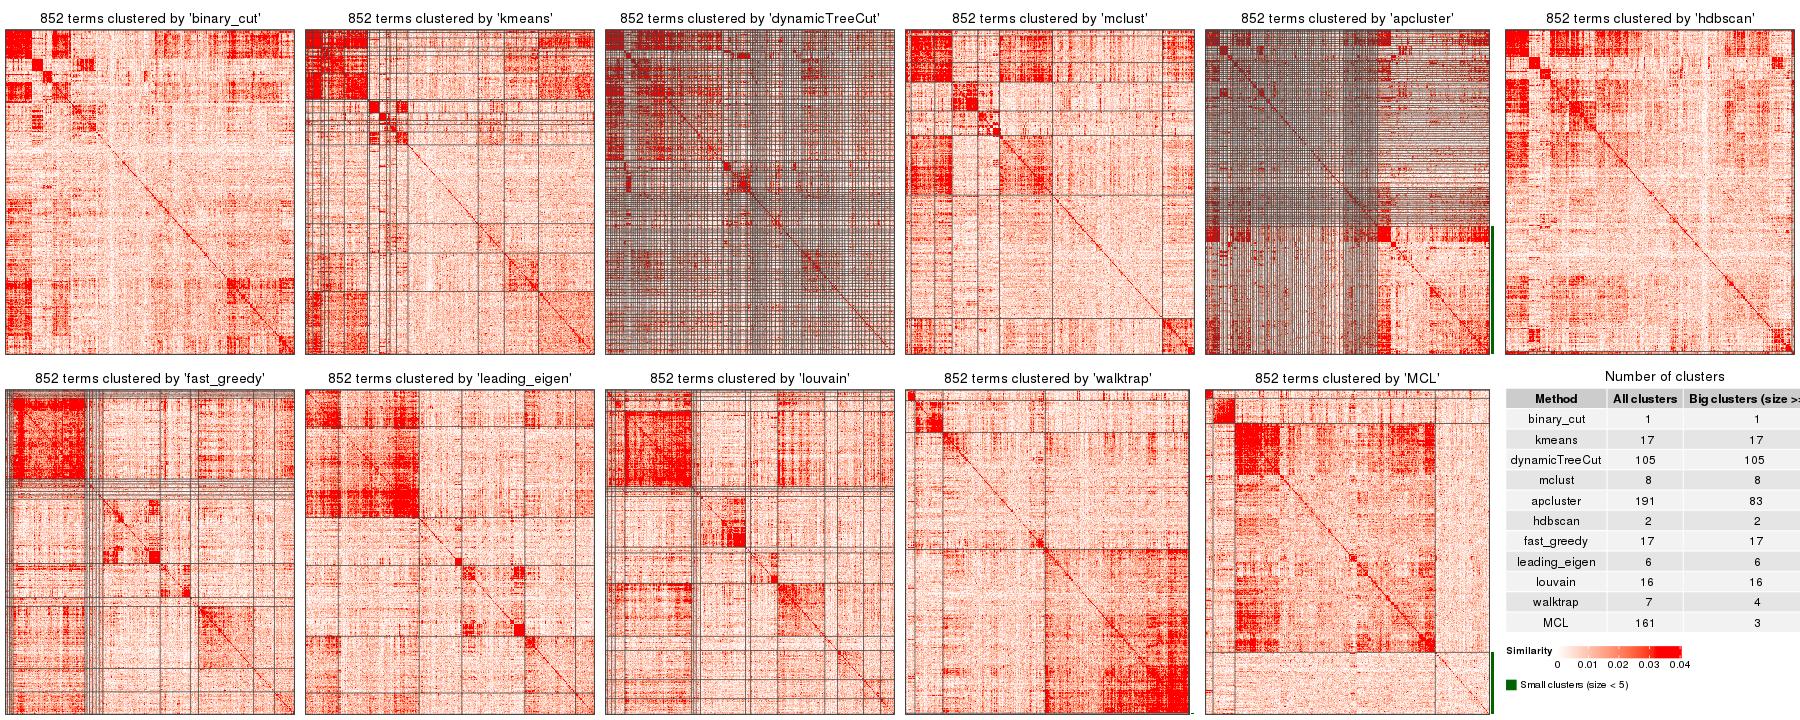 852 terms clustered by 'binary_cut'
852 terms clustered by 'kmeans'
852 terms clustered by 'dynamicTreeCut'
852 terms clustered by 'mclust'
852 terms clustered by 'apcluster'
852 terms clustered by 'hdbscan'
852 terms clustered by 'fast_greedy'
852 terms clustered by 'leading_eigen'
852 terms clustered by 'louvain'
852 terms clustered by 'walktrap'
852 terms clustered by 'MCL'
Number of clusters
Method All clusters Big clusters (size >=
binary_cut 1 1
kmeans 17 17
dynamicTreeCut 105 105
mclust 8 8
apcluster 191 83
hdbscan 2 2
fast_greedy 17 17
leading_eigen 6 6
louvain 16 16
walktrap 7 4
MCL 161 3
Similarity
0 0.01 0.02 0.03 0.04
Small clusters (size < 5)